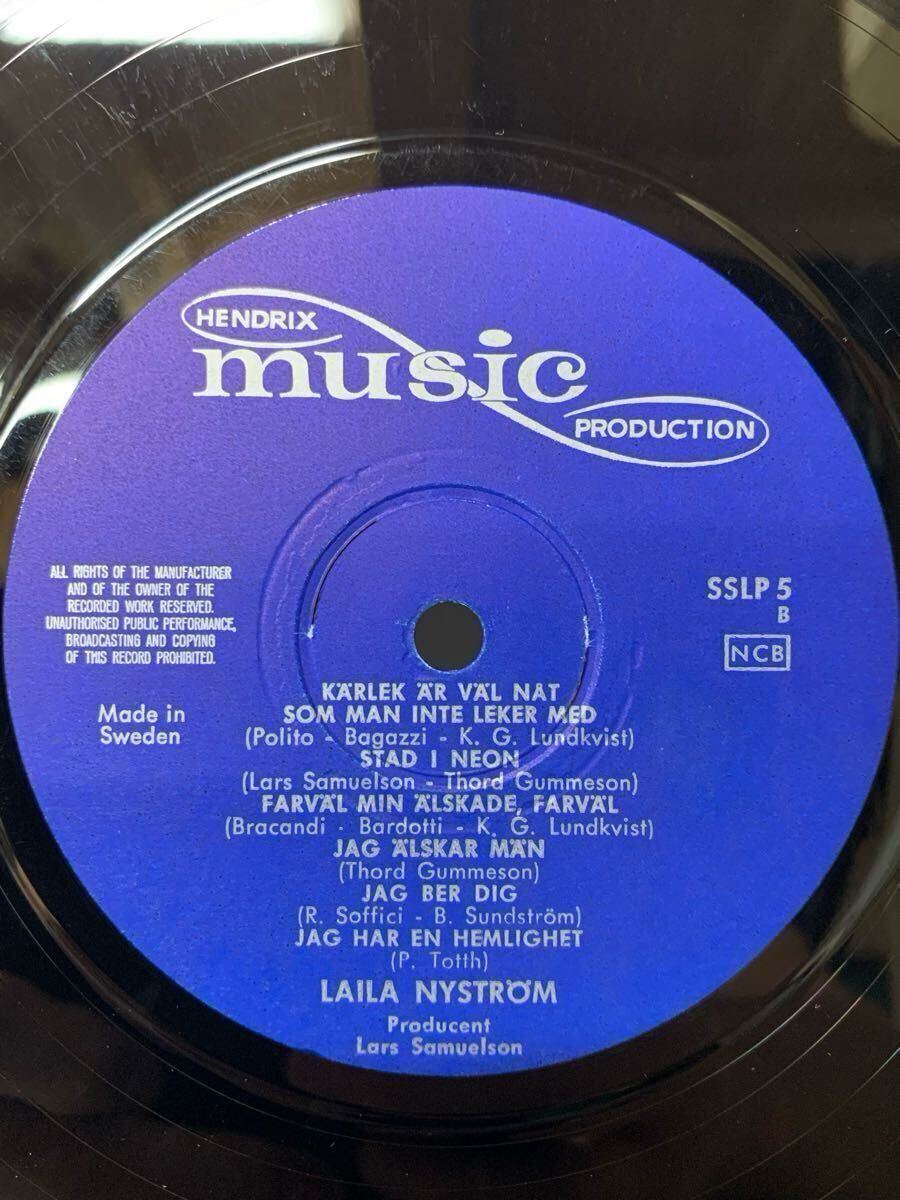 HENDRIX
music
PRODUCTION
ALL RIGHTS OF THE MANUFACTURER
AND OF THE OWNER OF THE
RECORDED WORK RESERVED.
UNAUTHORISED PUBLIC PERFORMANCE,
BROADCASTING AND COPYING
OF THIS RECORD PROHIBITED.
SSLP 5
B
NCB
Made in
Sweden
KÄRLEK ÄR VÄL NAT
SOM MAN INTE LEKER MED
(Polito - Bagazzi - K. G. Lundkvist)
STAD I NEON
(Lars Samuelson - Thord Gummeson)
FARVÄL MIN ÄLSKADE, FARVÄL
(Bracandi - Bardotti - K. G. Lundkvist)
JAG ÄLSKAR MÄN
(Thord Gummeson)
JAG BER DIG
(R. Soffici - B. Sundström)
JAG HAR EN HEMLIGHET
(P. Totth)
LAILA NYSTRÖM
Producent
Lars Samuelson